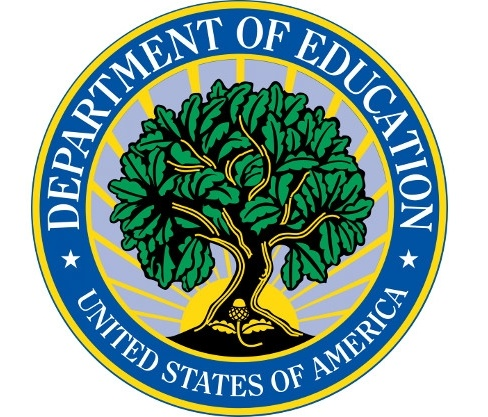 DEPARTMENT OF EDUCATION
UNITED STATES OF AMERICA